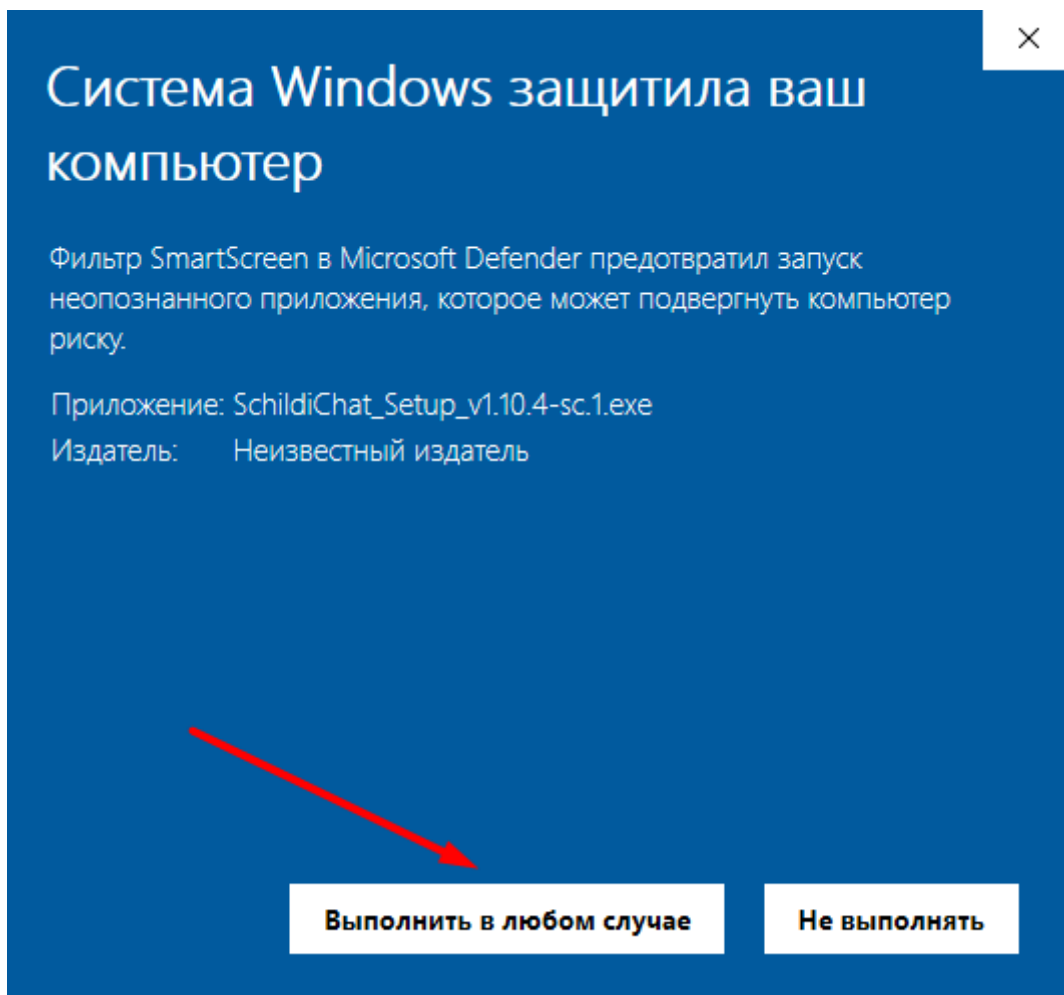 Система Windows защитила ваш
компьютер
Фильтр SmartScreen в Microsoft Defender предотвратил запуск
неопознанного приложения, которое может подвергнуть компьютер
риску.
Приложение: SchildiChat_Setup_v1.10.4-sc.1.exe
Издатель: Неизвестный издатель
Выполнить в любом случае Не выполнять